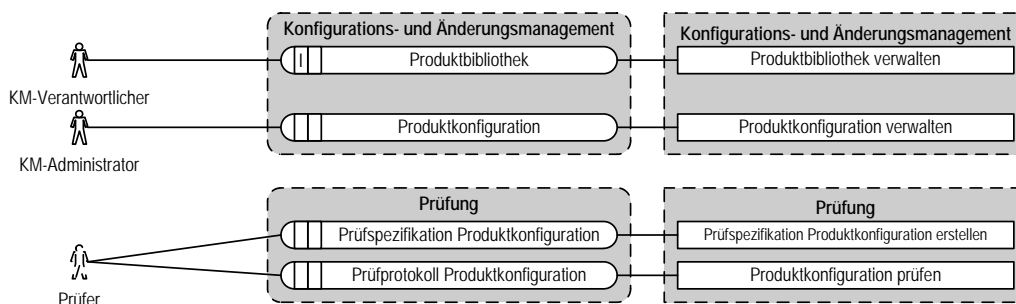 Konfigurations- und Änderungsmanagement
Konfigurations- und Änderungsmanagement
I
Produktbibliothek
Produktbibliothek verwalten
KM-Verantwortlicher
Produktkonfiguration
Produktkonfiguration verwalten
KM-Administrator
Prüfung
Prüfung
Prüfspezifikation Produktkonfiguration
Prüfspezifikation Produktkonfiguration erstellen
Prüfprotokoll Produktkonfiguration
Produktkonfiguration prüfen
Prüfer